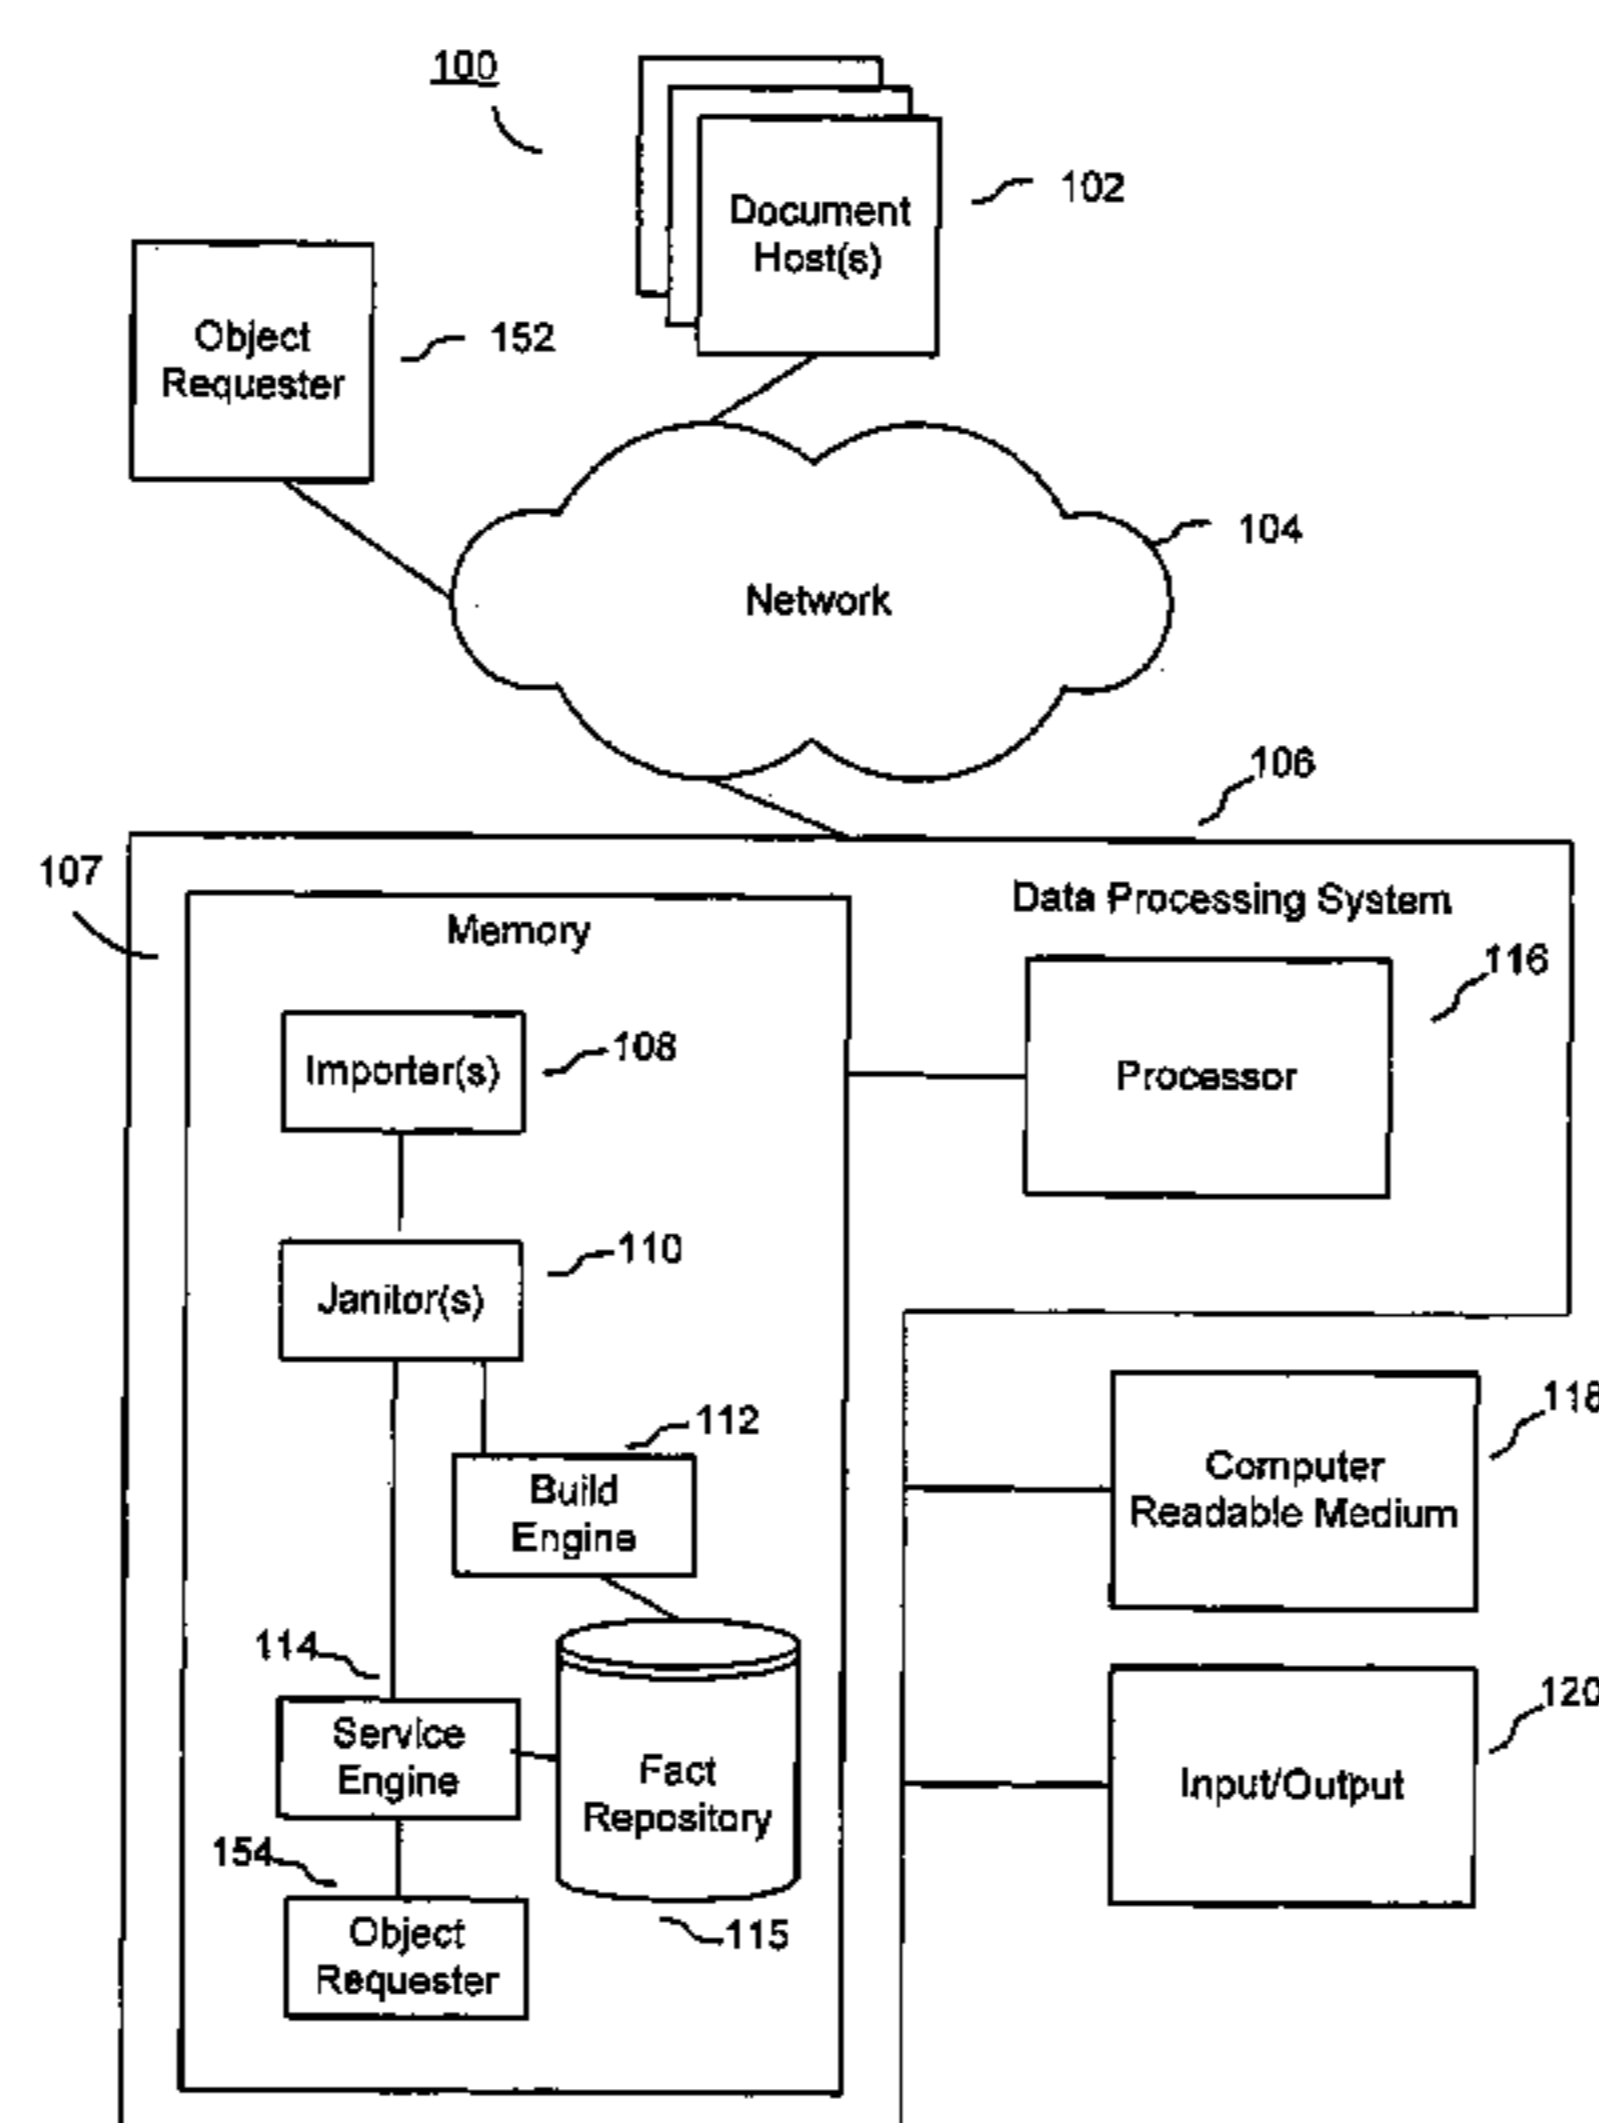 100
Document
Host(s)
102
Object
Requester
152
104
Network
106
107
Data Processing System
Memory
116
Importer(s)
108
Processor
110
Janitor(s)
112
118
Build
Engine
Computer
Readable Medium
114
120
Service
Engine
Fact
Repository
Input/Output
154
115
Object
Requester